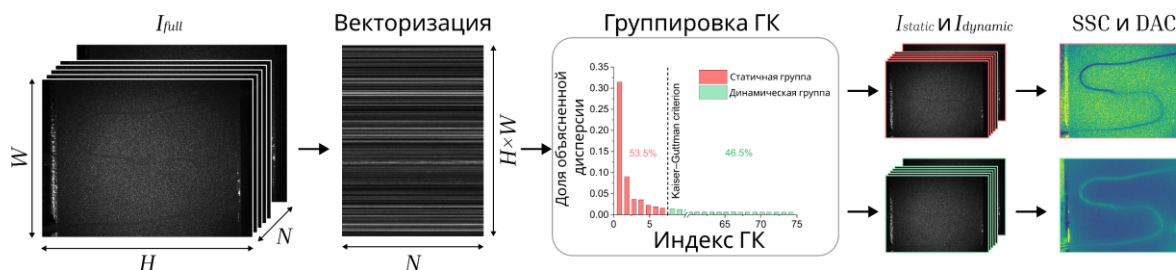 I_full
W
H
N
Векторизация
H×W
N
Группировка ГК
Доля объясненной
дисперсии
0.35
0.30
0.25
0.20
0.15
0.10
0.05
0.00
Статичная группа
Динамическая группа
53.5%
Kaiser–Guttman criterion
46.5%
0 5 65 70 75
Индекс ГК
I_static и I_dynamic
SSC и DAC